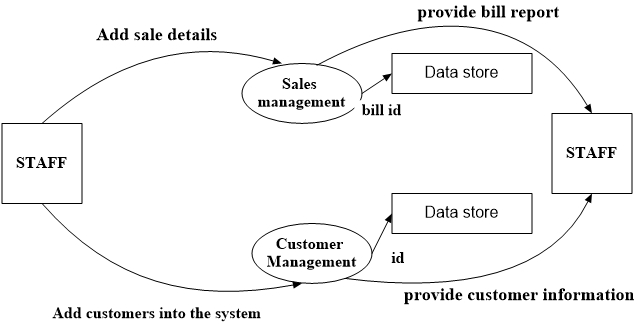 provide bill report
Add sale details
Sales
management
Data store
bill id
STAFF
STAFF
Data store
Customer
Management
id
provide customer information
Add customers into the system